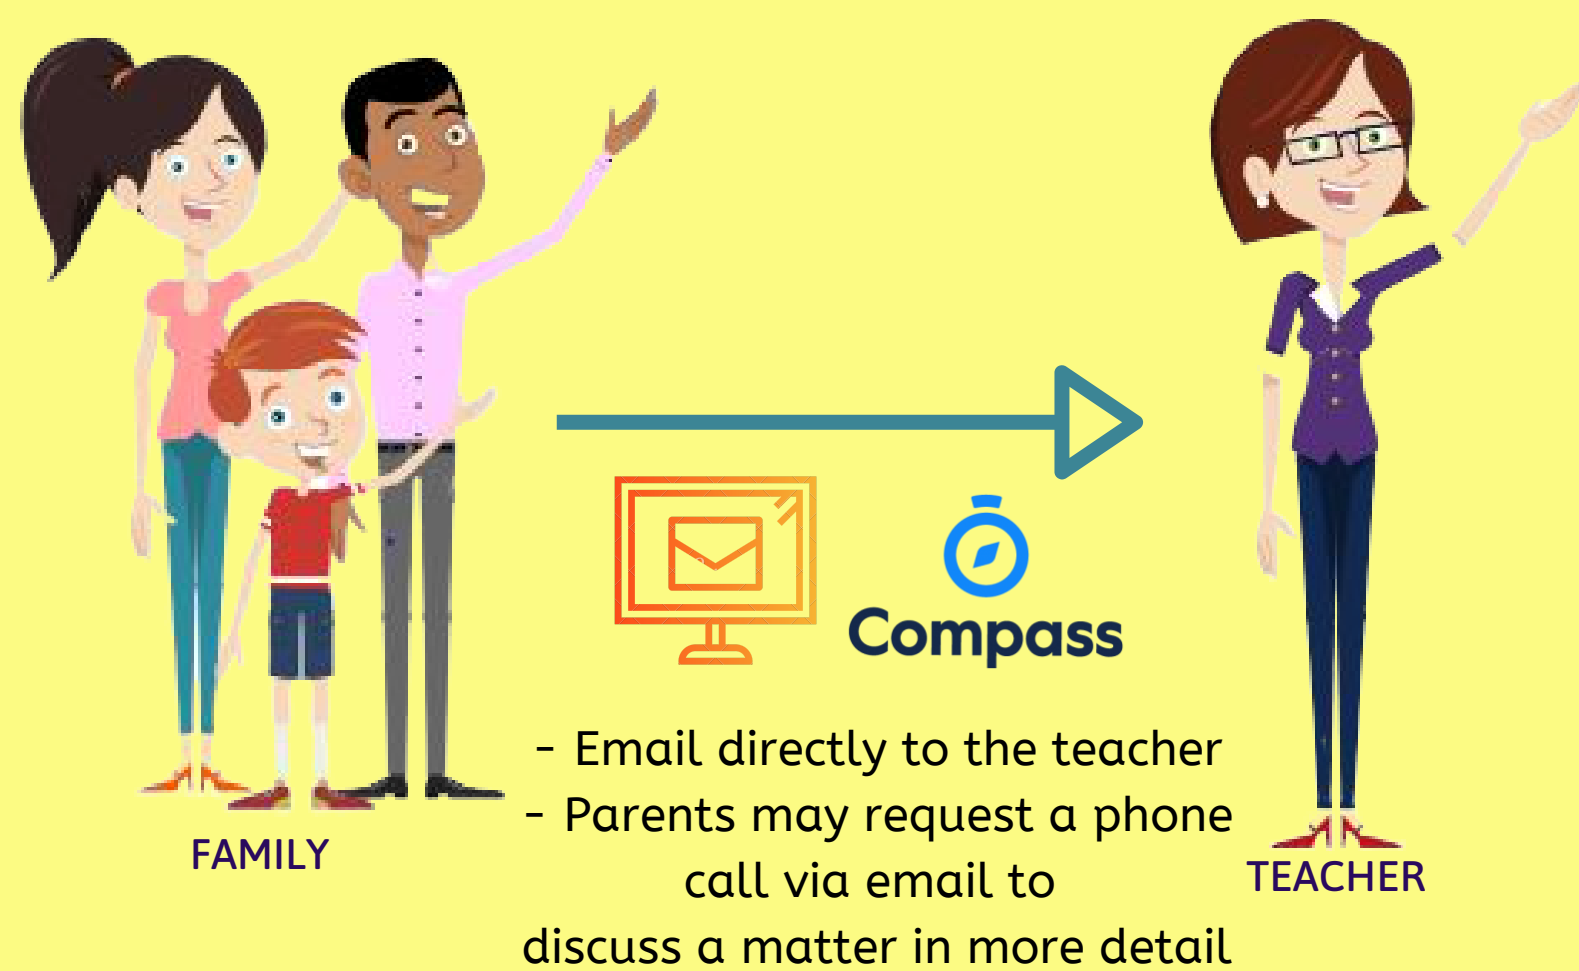 Compass
- Email directly to the teacher
- Parents may request a phone
call via email to
discuss a matter in more detail
FAMILY
TEACHER